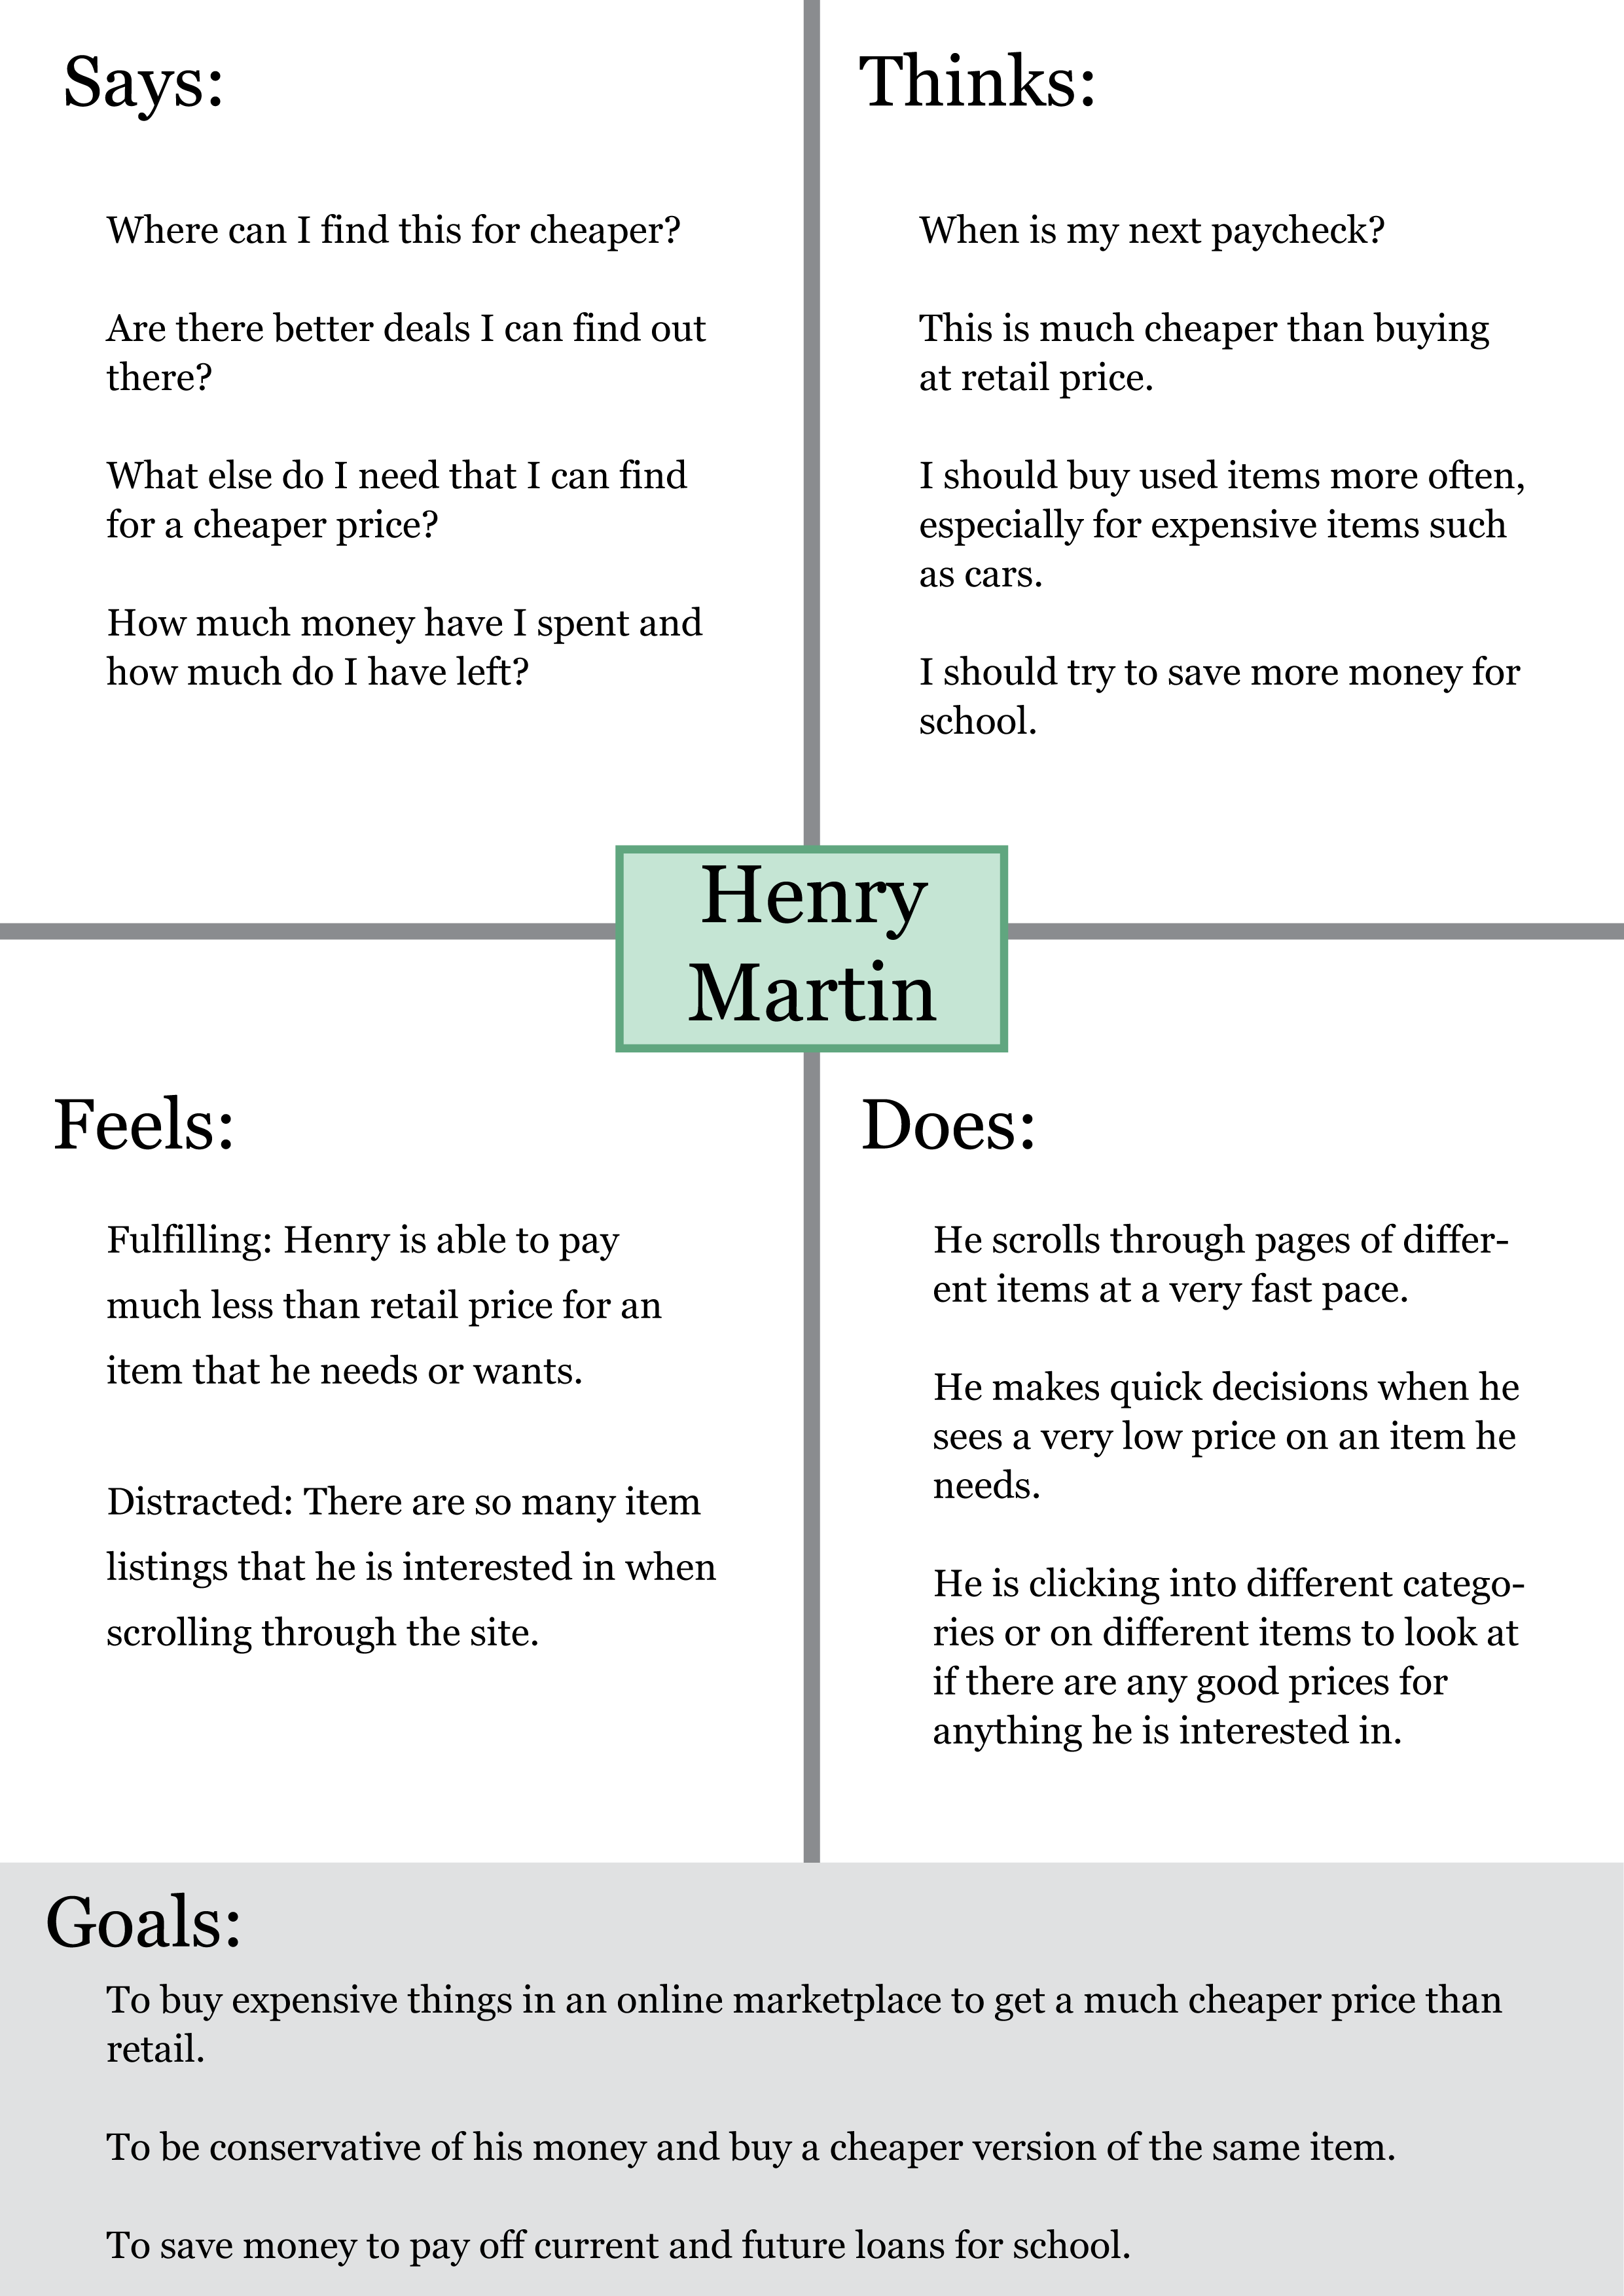 Says:
Where can I find this for cheaper?
Are there better deals I can find out
there?
What else do I need that I can find
for a cheaper price?
How much money have I spent and
how much do I have left?
Thinks:
When is my next paycheck?
This is much cheaper than buying
at retail price.
I should buy used items more often,
especially for expensive items such
as cars.
I should try to save more money for
school.
Henry
Martin
Feels:
Fulfilling: Henry is able to pay
much less than retail price for an
item that he needs or wants.
Distracted: There are so many item
listings that he is interested in when
scrolling through the site.
Does:
He scrolls through pages of differ-
ent items at a very fast pace.
He makes quick decisions when he
sees a very low price on an item he
needs.
He is clicking into different catego-
ries or on different items to look at
if there are any good prices for
anything he is interested in.
Goals:
To buy expensive things in an online marketplace to get a much cheaper price than
retail.
To be conservative of his money and buy a cheaper version of the same item.
To save money to pay off current and future loans for school.